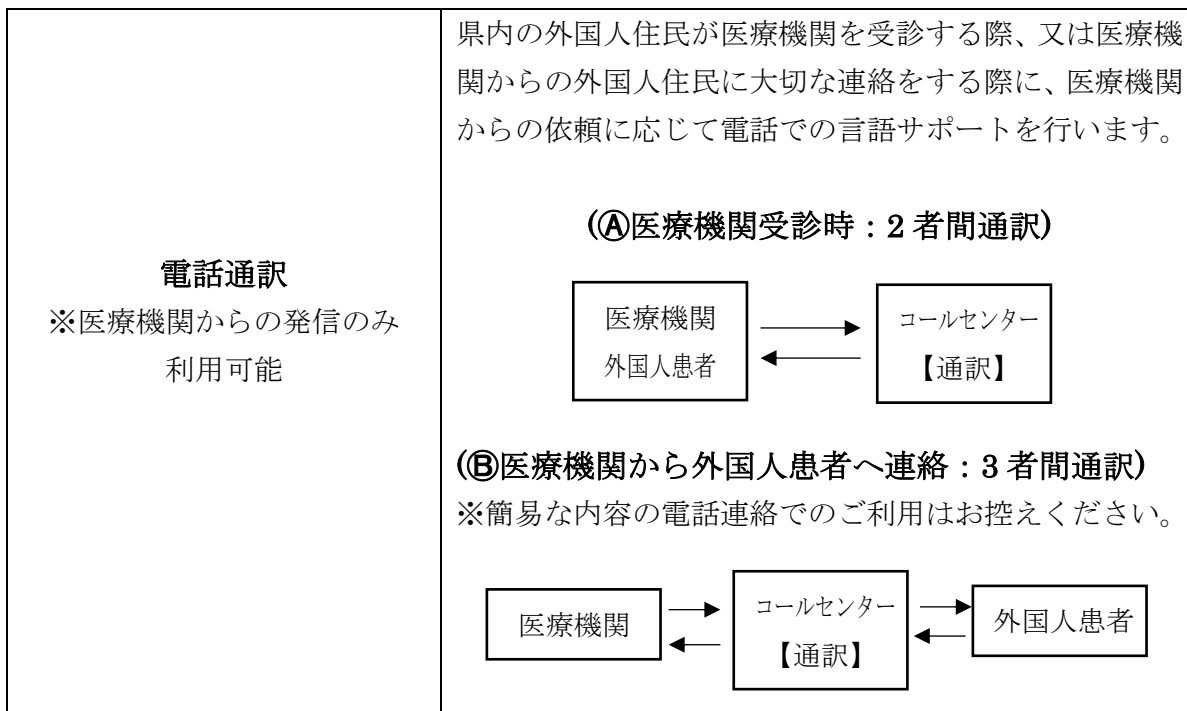 電話通訳
※医療機関からの発信のみ
利用可能
県内の外国人住民が医療機関を受診する際、又は医療機
関からの外国人住民に大切な連絡をする際に、医療機関
からの依頼に応じて電話での言語サポートを行います。
(Ⓐ医療機関受診時：2者間通訳)
医療機関
外国人患者
コールセンター
【通訳】
(Ⓑ医療機関から外国人患者へ連絡：3者間通訳)
※簡易な内容の電話連絡でのご利用はお控えください。
医療機関
コールセンター
【通訳】
外国人患者